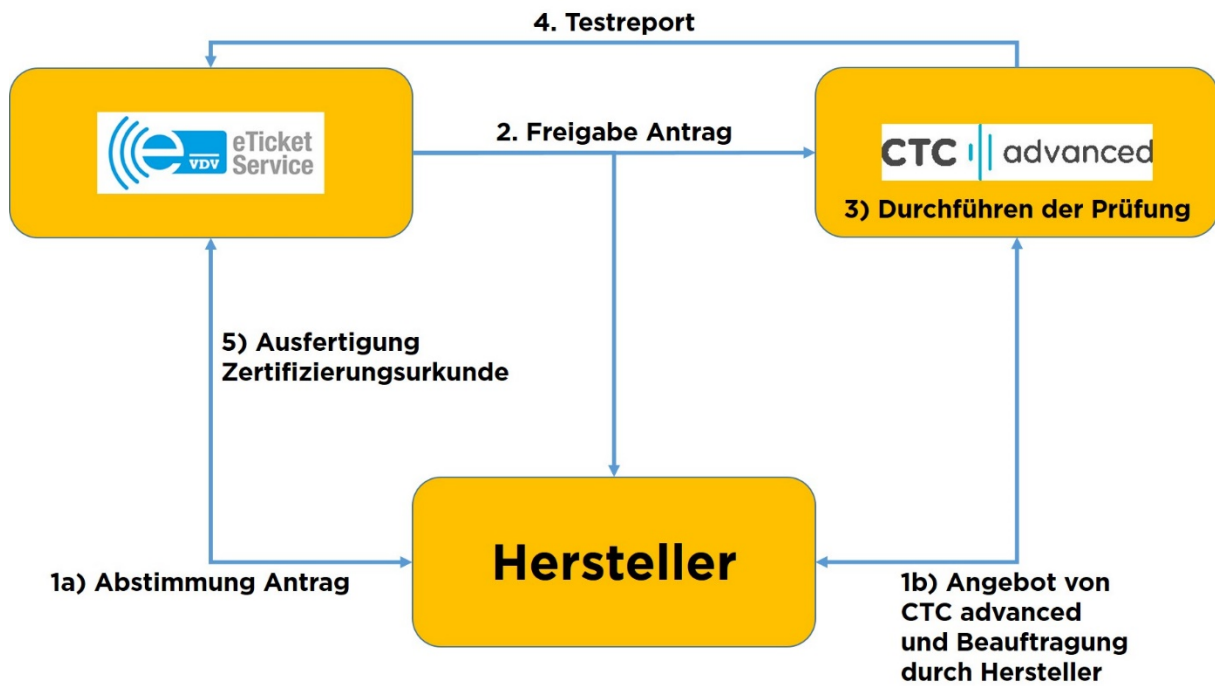 4. Testreport
e
VDV
eTicket
Service
2. Freigabe Antrag
CTC advanced
3) Durchführen der Prüfung
5) Ausfertigung
Zertifizierungsurkunde
Hersteller
1a) Abstimmung Antrag
1b) Angebot von
CTC advanced
und Beauftragung
durch Hersteller